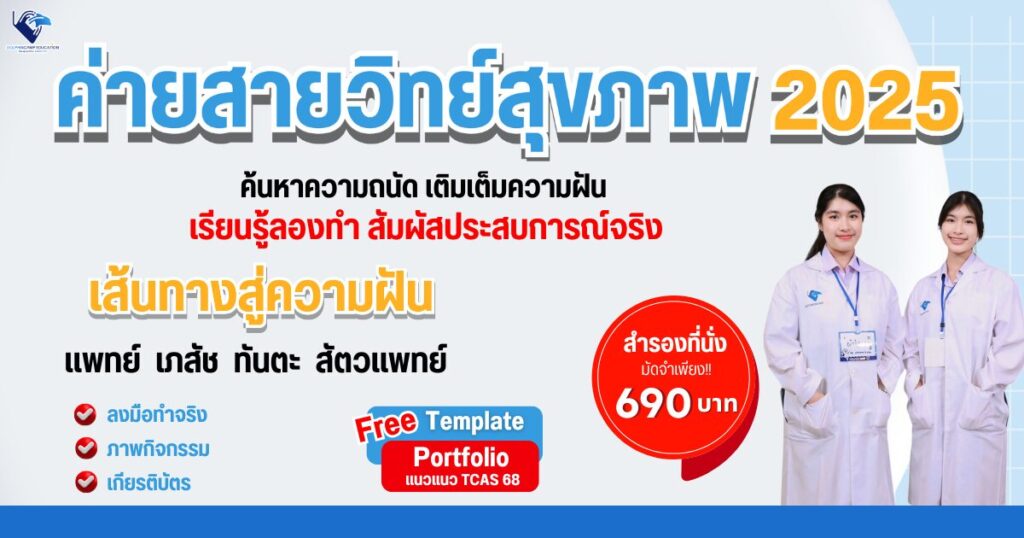 ค่ายสายวิทย์สุขภาพ 2025
ค้นหาความถนัด เติมเต็มความฝัน
เรียนรู้ลองทำ สัมผัสประสบการณ์จริง
เส้นทางสู่ความฝัน
แพทย์ เภสัช ทันตะ สัตวแพทย์
ลงมือทำจริง
ภาพกิจกรรม
เกียรติบัตร
Free Template
Portfolio
แนวแนว TCAS 68
สำรองที่นั่ง
มัดจำเพียง!!
690 บาท